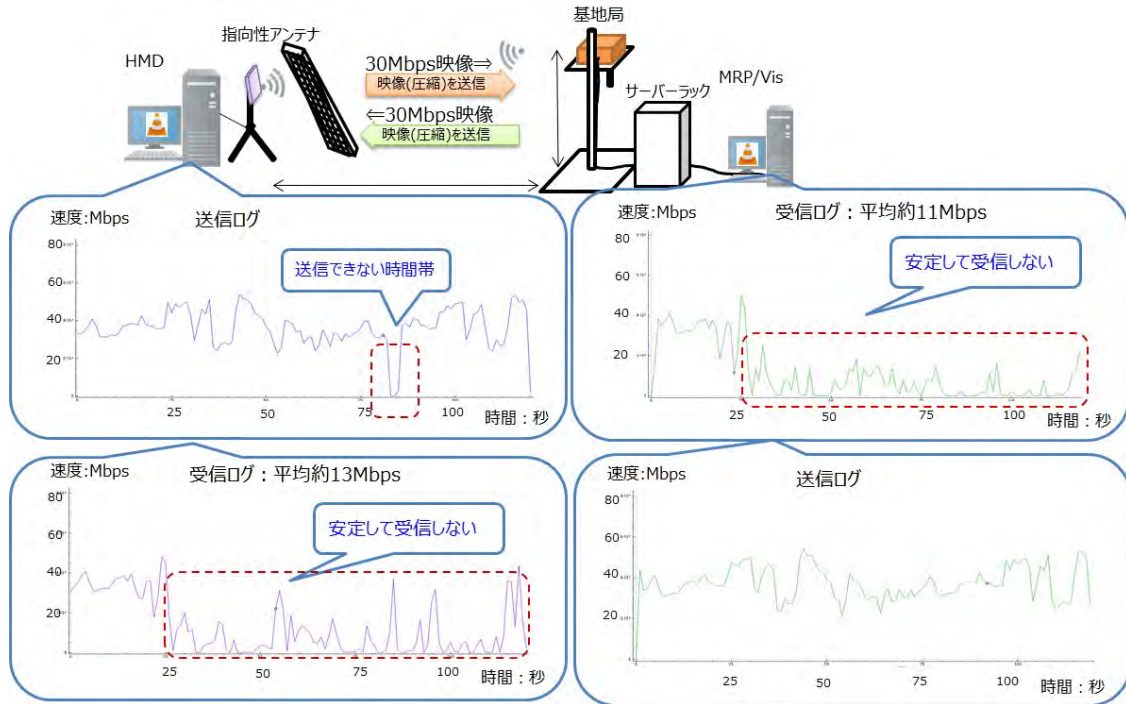 基地局
指向性アンテナ
HMD
30Mbps映像⇒
映像(圧縮)を送信
⇐30Mbps映像
映像(圧縮)を送信
サーバーラック
MRP/Vis
速度:Mbps
送信ログ
送信できない時間帯
80
60
40
20
25
50
75
100
時間：秒
速度:Mbps
受信ログ：平均約11Mbps
安定して受信しない
80
60
40
20
25
50
75
100
時間：秒
速度:Mbps
受信ログ：平均約13Mbps
安定して受信しない
80
60
40
20
25
50
75
100
時間：秒
速度:Mbps
送信ログ
80
60
40
20
25
50
75
100
時間：秒